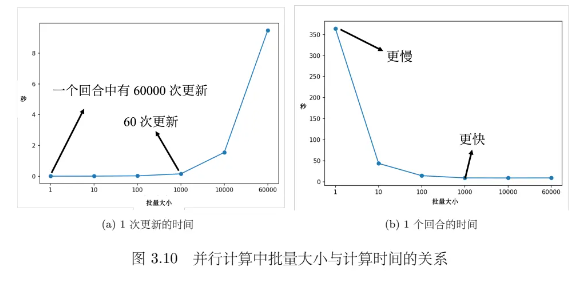 8
6
4
2
0
秒
一个回合中有 60000 次更新
60 次更新
1 10 100 1000 10000 60000
批量大小
(a) 1 次更新的时间
350
300
250
200
150
100
50
0
秒
更慢
更快
1 10 100 1000 10000 60000
批量大小
(b) 1 个回合的时间
图 3.10 并行计算中批量大小与计算时间的关系